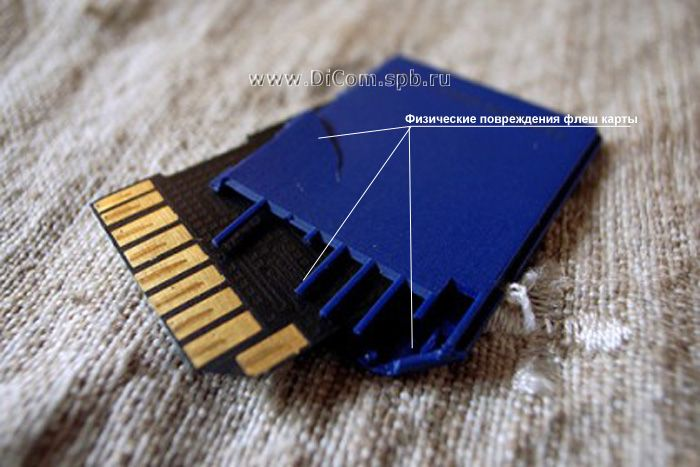 www.DiCom.spb.ru
Физические повреждения флеш карты